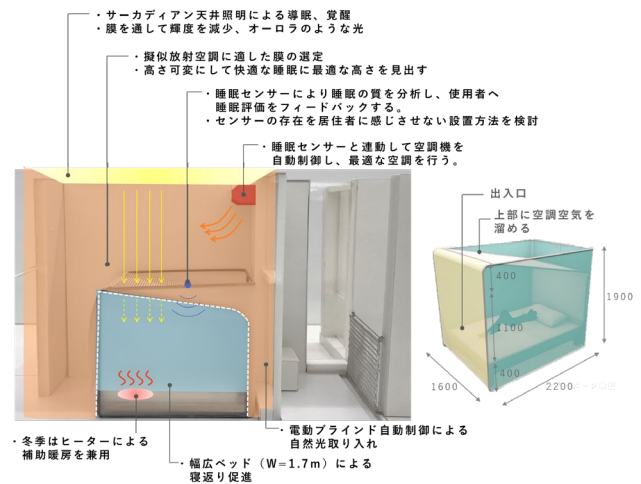 ・サーカディアン天井照明による導眠、覚醒
・膜を通して輝度を減少、オーロラのような光
・擬似放射空調に適した膜の選定
・高さ可変にして快適な睡眠に最適な高さを見出す
・睡眠センサーにより睡眠の質を分析し、使用者へ
睡眠評価をフィードバックする。
・センサーの存在を居住者に感じさせない設置方法を検討
・睡眠センサーと連動して空調機を
自動制御し、最適な空調を行う。
出入口
上部に空調空気を
溜める
400
1900
1100
400
1600
2200
・電動ブラインド自動制御による
自然光取り入れ
・冬季はヒーターによる
補助暖房を兼用
・幅広ベッド（W=1.7m）による
寝返り促進